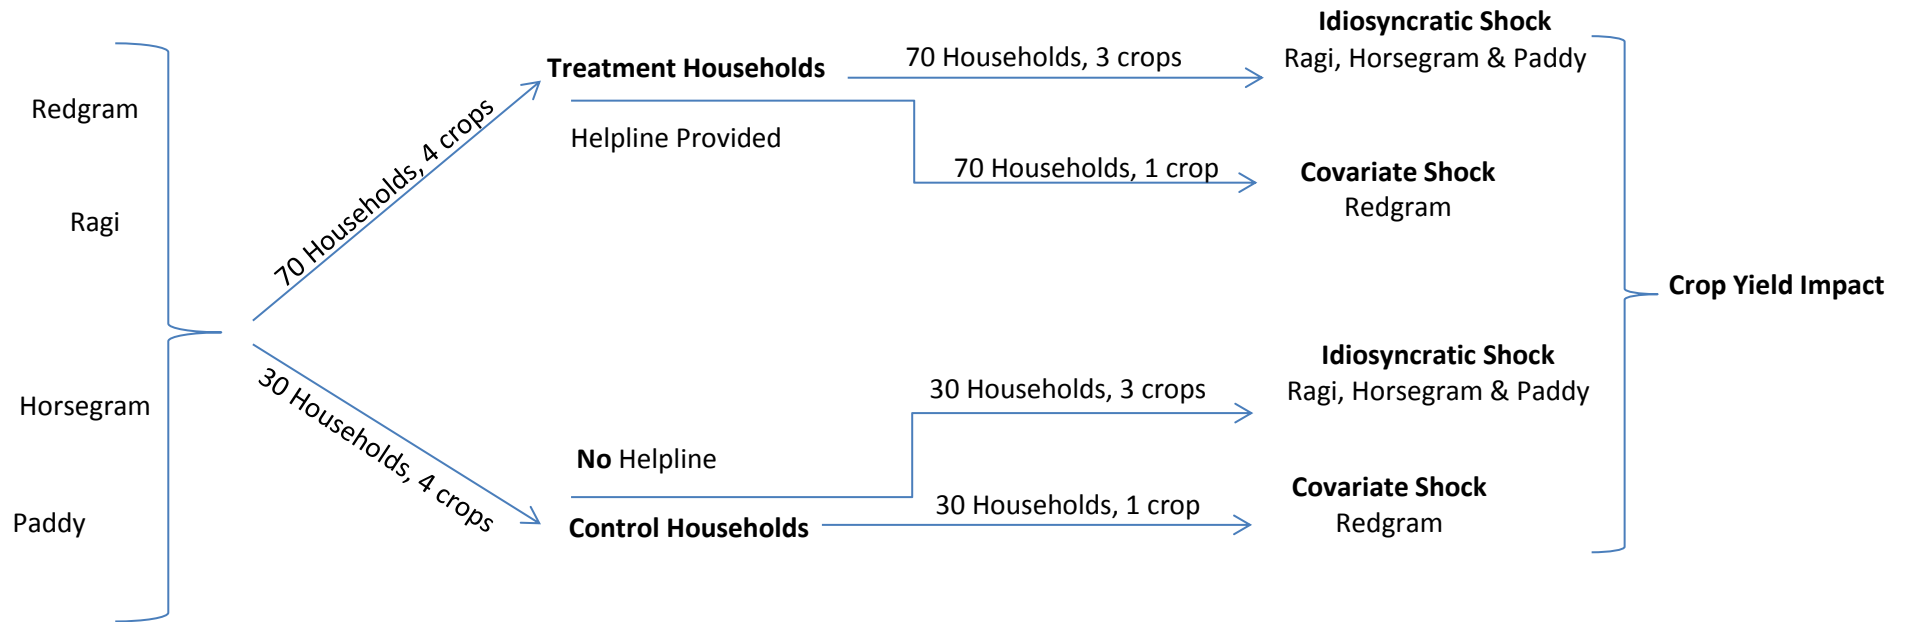 Redgram
Ragi
Horsegram
Paddy
70 Households, 4 crops
30 Households, 4 crops
Treatment Households
Helpline Provided
70 Households, 3 crops
70 Households, 1 crop
Idiosyncratic Shock
Ragi, Horsegram & Paddy
Covariate Shock
Redgram
No Helpline
Control Households
30 Households, 3 crops
30 Households, 1 crop
Idiosyncratic Shock
Ragi, Horsegram & Paddy
Covariate Shock
Redgram
Crop Yield Impact